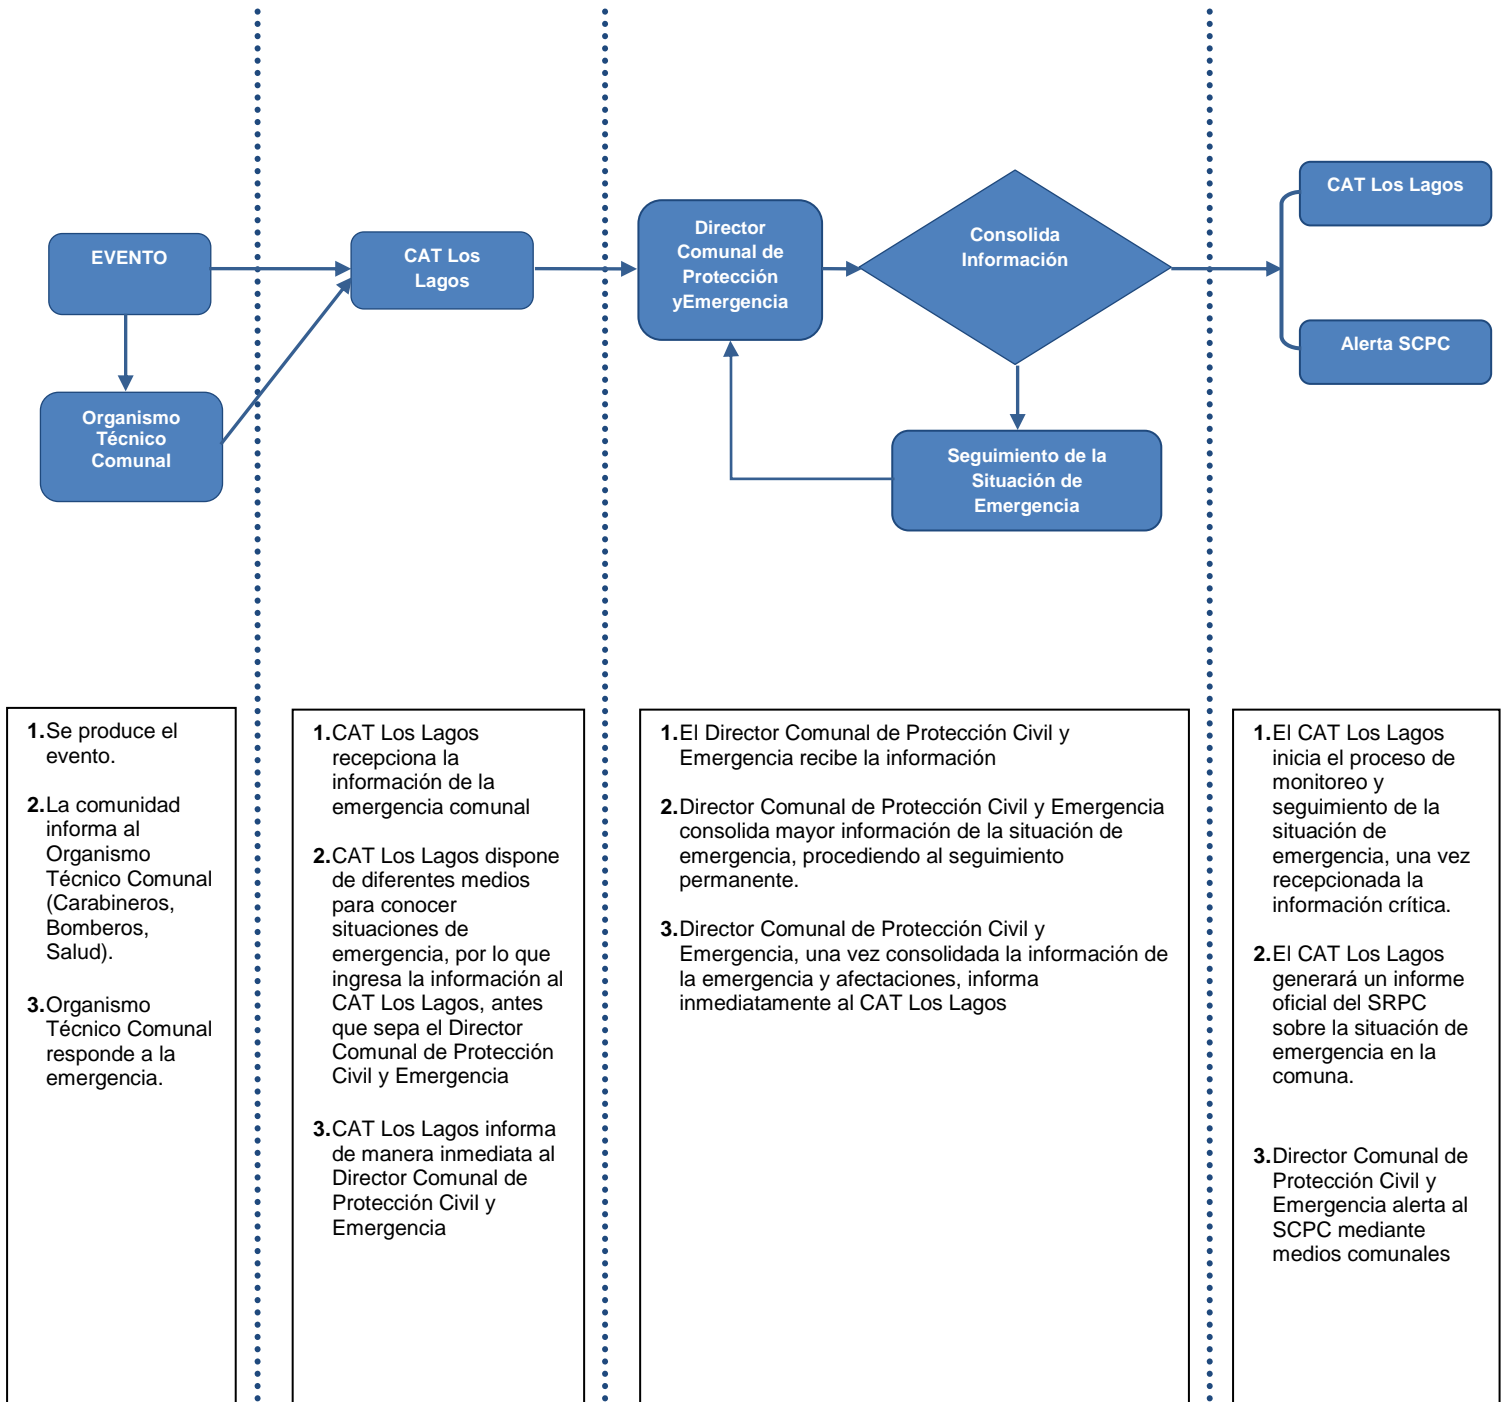 EVENTO
Organismo
Técnico
Comunal
CAT Los
Lagos
Director
Comunal de
Protección
yEmergencia
Consolida
Información
Seguimiento de la
Situación de
Emergencia
CAT Los Lagos
Alerta SCPC
1.Se produce el
evento.
2.La comunidad
informa al
Organismo
Técnico Comunal
(Carabineros,
Bomberos,
Salud).
3.Organismo
Técnico Comunal
responde a la
emergencia.
1.CAT Los Lagos
recepciona la
información de la
emergencia comunal
2.CAT Los Lagos dispone
de diferentes medios
para conocer
situaciones de
emergencia, por lo que
ingresa la información al
CAT Los Lagos, antes
que sepa el Director
Comunal de Protección
Civil y Emergencia
3.CAT Los Lagos informa
de manera inmediata al
Director Comunal de
Protección Civil y
Emergencia
1.El Director Comunal de Protección Civil y
Emergencia recibe la información
2.Director Comunal de Protección Civil y Emergencia
consolida mayor información de la situación de
emergencia, procediendo al seguimiento
permanente.
3.Director Comunal de Protección Civil y
Emergencia, una vez consolidada la información de
la emergencia y afectaciones, informa
inmediatamente al CAT Los Lagos
1.El CAT Los Lagos
inicia el proceso de
monitoreo y
seguimiento de la
situación de
emergencia, una vez
recepcionada la
información crítica.
2.El CAT Los Lagos
generará un informe
oficial del SRPC
sobre la situación de
emergencia en la
comuna.
3.Director Comunal de
Protección Civil y
Emergencia alerta al
SCPC mediante
medios comunales